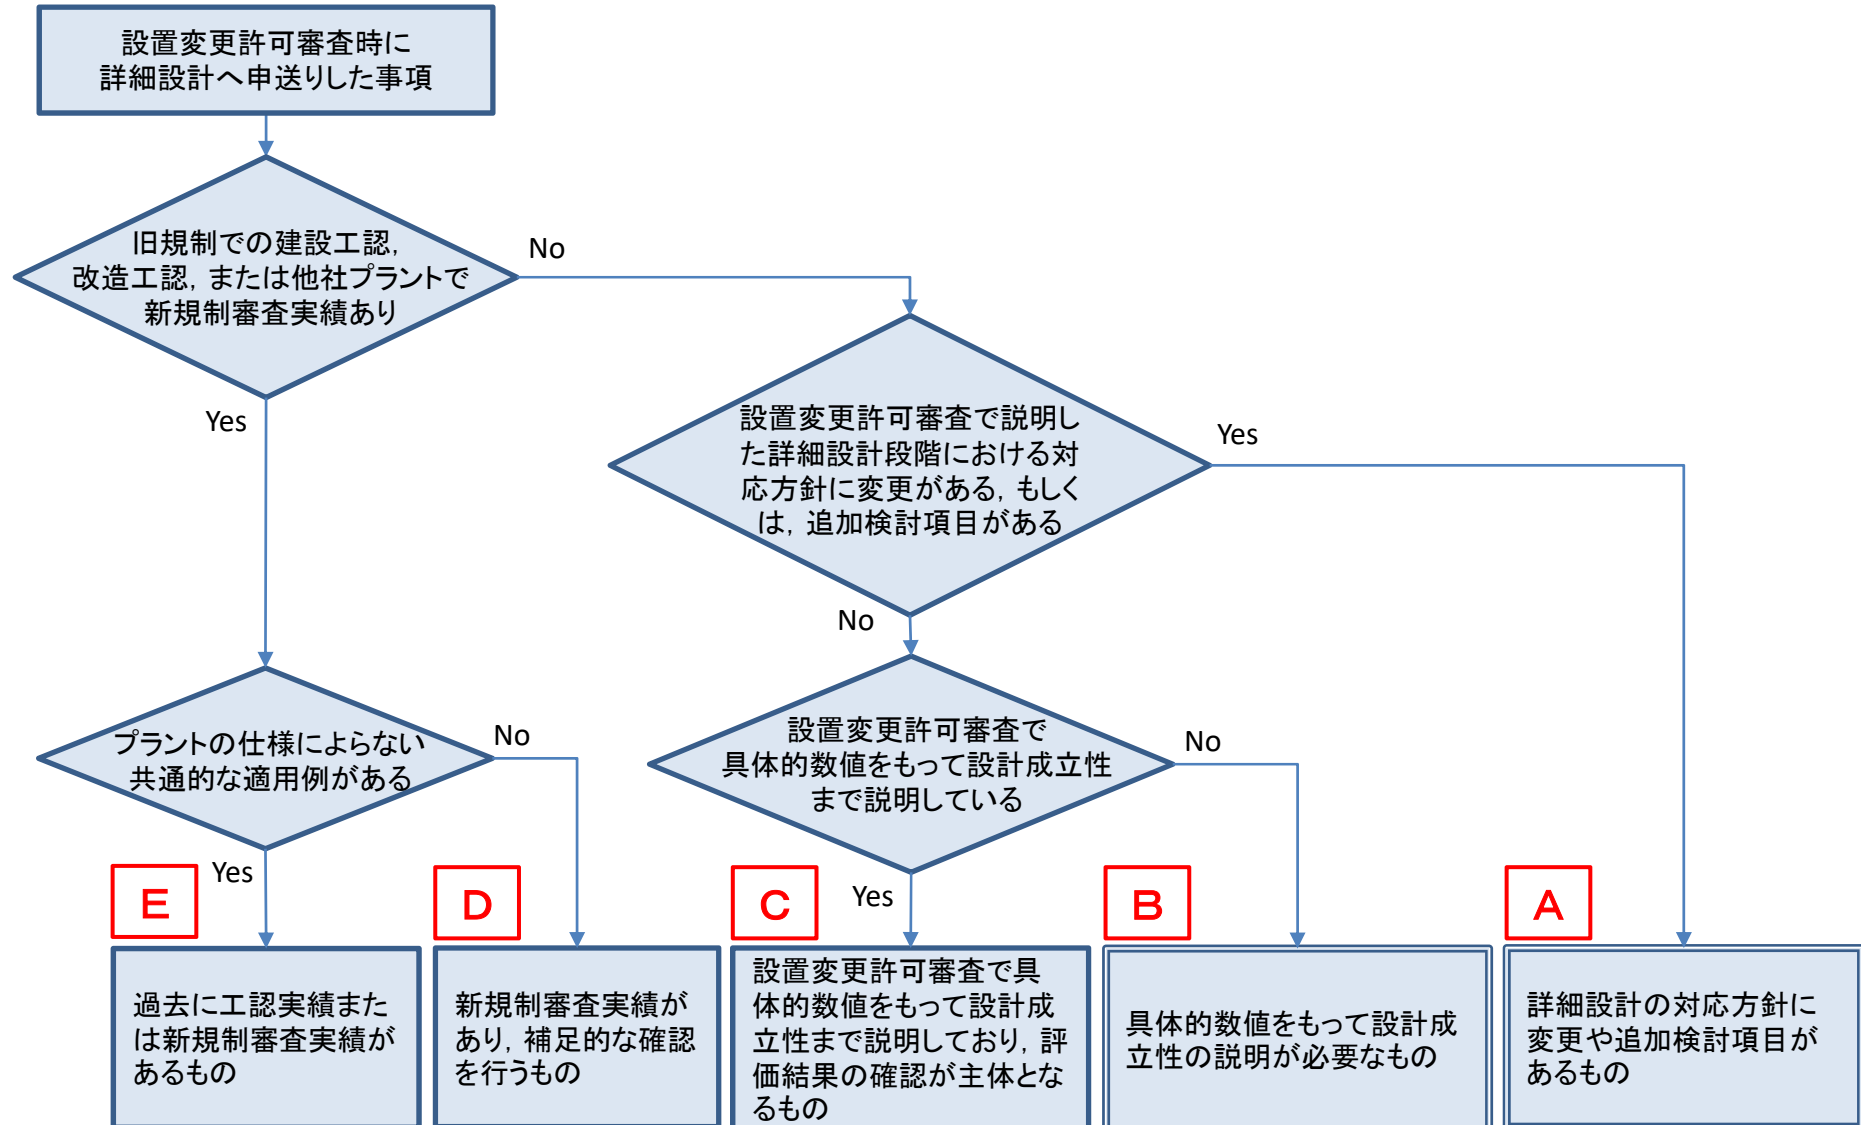 設置変更許可審査時に
詳細設計へ申送りした事項
旧規制での建設工認,
改造工認, または他社プラントで
新規制審査実績あり
No
Yes
設置変更許可審査で説明し
た詳細設計段階における対
応方針に変更がある, もしく
は, 追加検討項目がある
Yes
No
プラントの仕様によらない
共通的な適用例がある
No
Yes
設置変更許可審査で
具体的数値をもって設計成立性
まで説明している
No
Yes
E
過去に工認実績また
は新規制審査実績が
あるもの
D
新規制審査実績が
あり, 補足的な確認
を行うもの
C
設置変更許可審査で具
体的数値をもって設計成
立性まで説明しており, 評
価結果の確認が主体とな
るもの
B
具体的数値をもって設計成
立性の説明が必要なもの
A
詳細設計の対応方針に
変更や追加検討項目が
あるもの